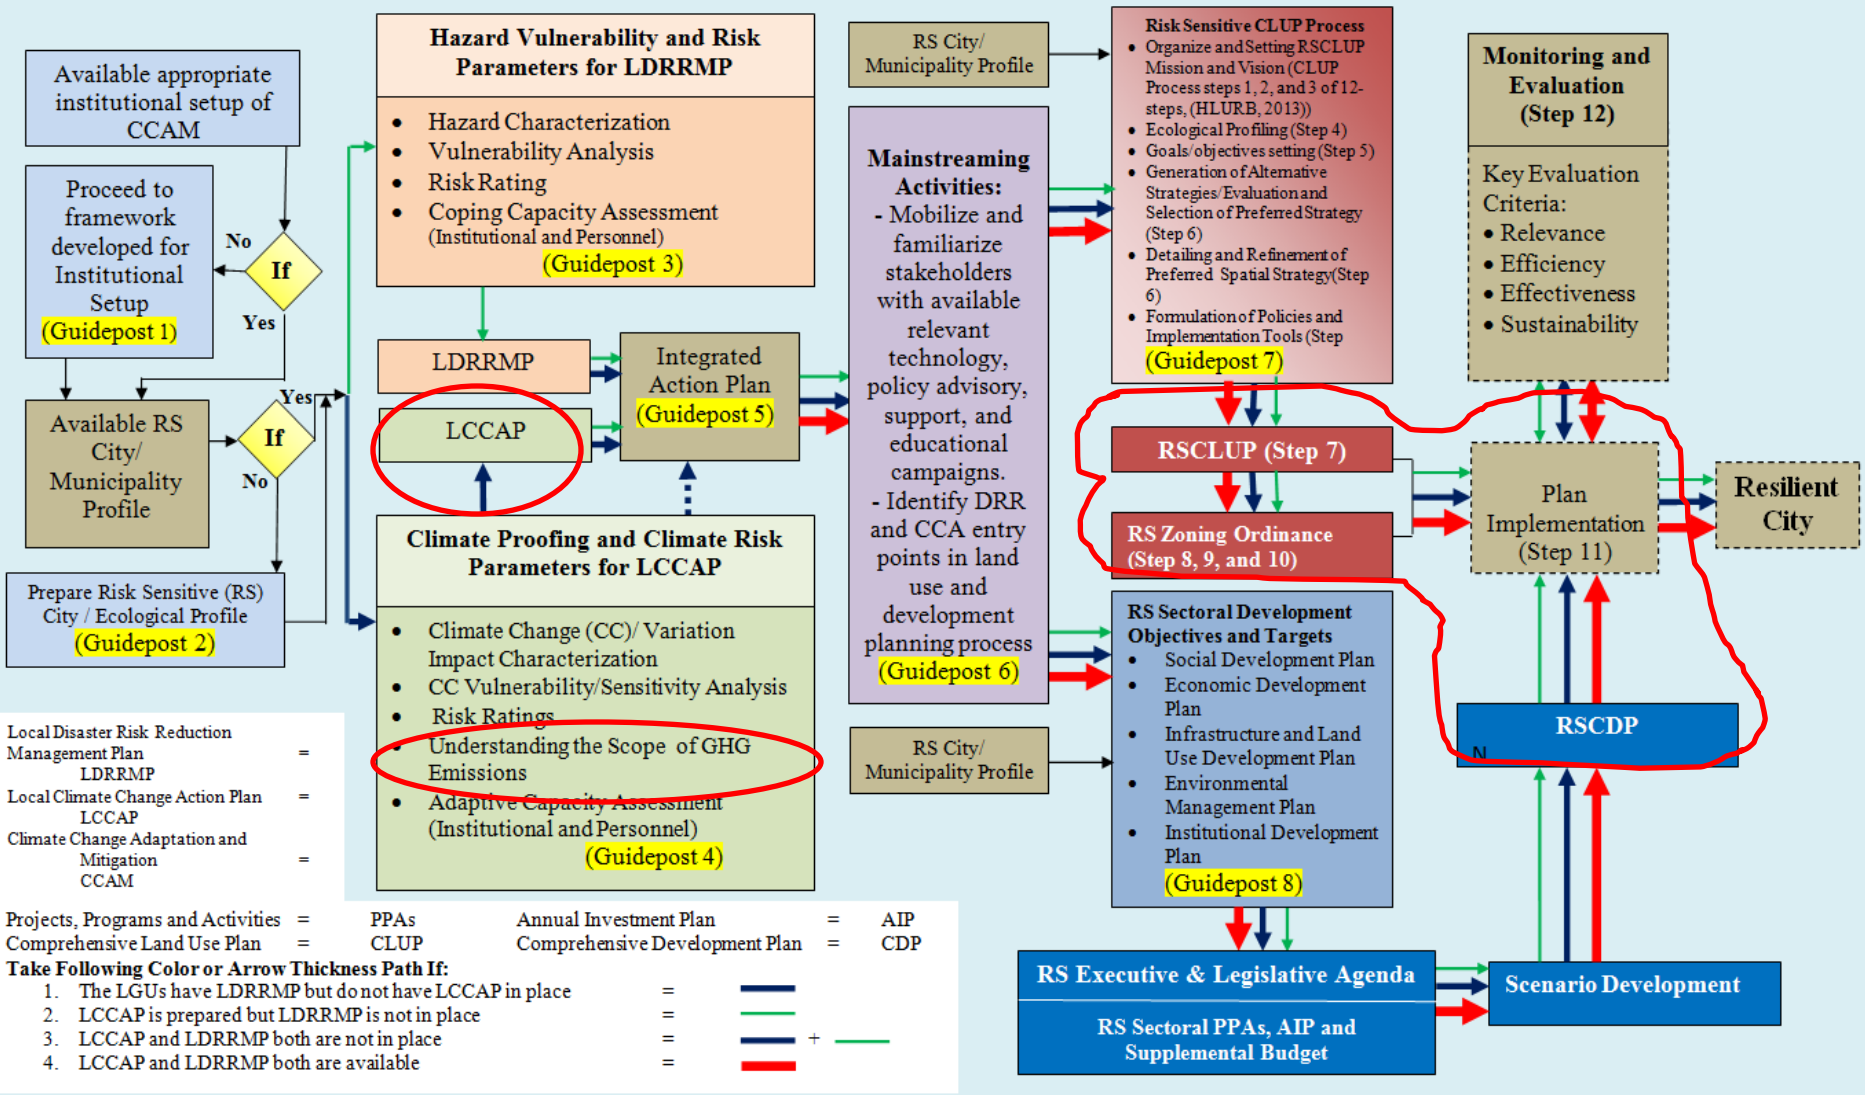 Available appropriate
institutional setup of
CCAM
Proceed to
framework
developed for
Institutional
Setup
(Guidepost 1)
No
If
Yes
Available RS
City/
Municipality
Profile
Yes
If
No
Prepare Risk Sensitive (RS)
City / Ecological Profile
(Guidepost 2)
Hazard Vulnerability and Risk
Parameters for LDRRMP
• Hazard Characterization
• Vulnerability Analysis
• Risk Rating
• Coping Capacity Assessment
(Institutional and Personnel)
(Guidepost 3)
LDRRMP
LCCAP
Integrated
Action Plan
(Guidepost 5)
Climate Proofing and Climate Risk
Parameters for LCCAP
• Climate Change (CC)/ Variation
Impact Characterization
• CC Vulnerability/Sensitivity Analysis
• Risk Ratings
• Understanding the Scope of GHG
Emissions
• Adaptive Capacity Assessment
(Institutional and Personnel)
(Guidepost 4)
RS City/
Municipality Profile
Mainstreaming
Activities:
- Mobilize and
familiarize
stakeholders
with available
relevant
technology,
policy advisory,
support, and
educational
campaigns.
- Identify DRR
and CCA entry
points in land
use and
development
planning process
(Guidepost 6)
RS City/
Municipality Profile
Risk Sensitive CLUP Process
• Organize and Setting RSCLUP
Mission and Vision (CLUP
Process steps 1, 2, and 3 of 12-
steps, (HLURB, 2013))
• Ecological Profiling (Step 4)
• Goals/objectives setting (Step 5)
• Generation of Alternative
Strategies/Evaluation and
Selection of Preferred Strategy
(Step 6)
• Detailing and Refinement of
Preferred Spatial Strategy(Step
6)
• Formulation of Policies and
Implementation Tools (Step
(Guidepost 7)
RSCLUP (Step 7)
RS Zoning Ordinance
(Step 8, 9, and 10)
RS Sectoral Development
Objectives and Targets
• Social Development Plan
• Economic Development
Plan
• Infrastructure and Land
Use Development Plan
• Environmental
Management Plan
• Institutional Development
Plan
(Guidepost 8)
RS Executive & Legislative Agenda
RS Sectoral PPAs, AIP and
Supplemental Budget
Monitoring and
Evaluation
(Step 12)
Key Evaluation
Criteria:
• Relevance
• Efficiency
• Effectiveness
• Sustainability
Plan
Implementation
(Step 11)
Resilient
City
RSCDP
N
Scenario Development
Local Disaster Risk Reduction
Management Plan =
LDRRMP
Local Climate Change Action Plan =
LCCAP
Climate Change Adaptation and
Mitigation =
CCAM
Projects, Programs and Activities = PPAs Annual Investment Plan = AIP
Comprehensive Land Use Plan = CLUP Comprehensive Development Plan = CDP
Take Following Color or Arrow Thickness Path If:
1. The LGUs have LDRRMP but do not have LCCAP in place =
2. LCCAP is prepared but LDRRMP is not in place =
3. LCCAP and LDRRMP both are not in place = +
4. LCCAP and LDRRMP both are available =